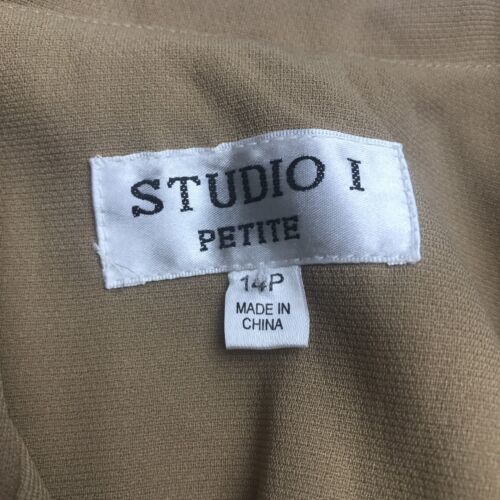 STUDIO I
PETITE
14P
MADE IN
CHINA